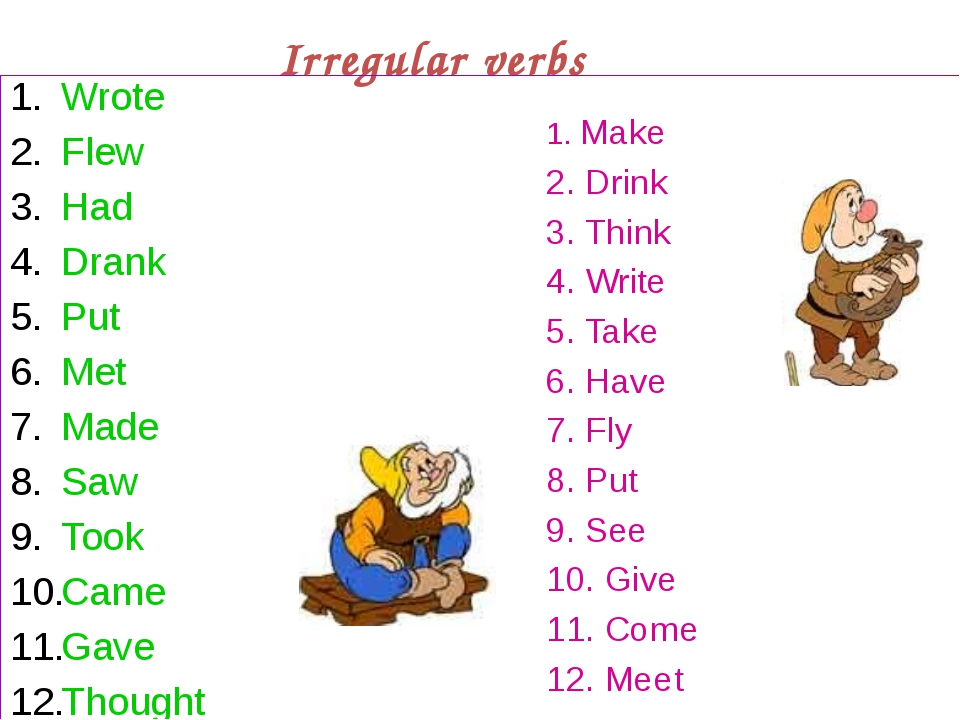 Irregular verbs
1. Wrote
2. Flew
3. Had
4. Drank
5. Put
6. Met
7. Made
8. Saw
9. Took
10.Came
11.Gave
12.Thought
1. Make
2. Drink
3. Think
4. Write
5. Take
6. Have
7. Fly
8. Put
9. See
10. Give
11. Come
12. Meet